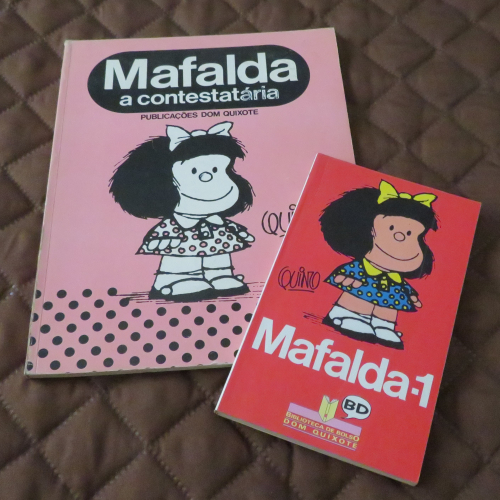 Mafalda
a contestatária
PUBLICAÇÕES DOM QUIXOTE
QUINO
QUINO
Mafalda-1
BD
BIBLIOTECA DE BOLSO
DOM QUIXOTE